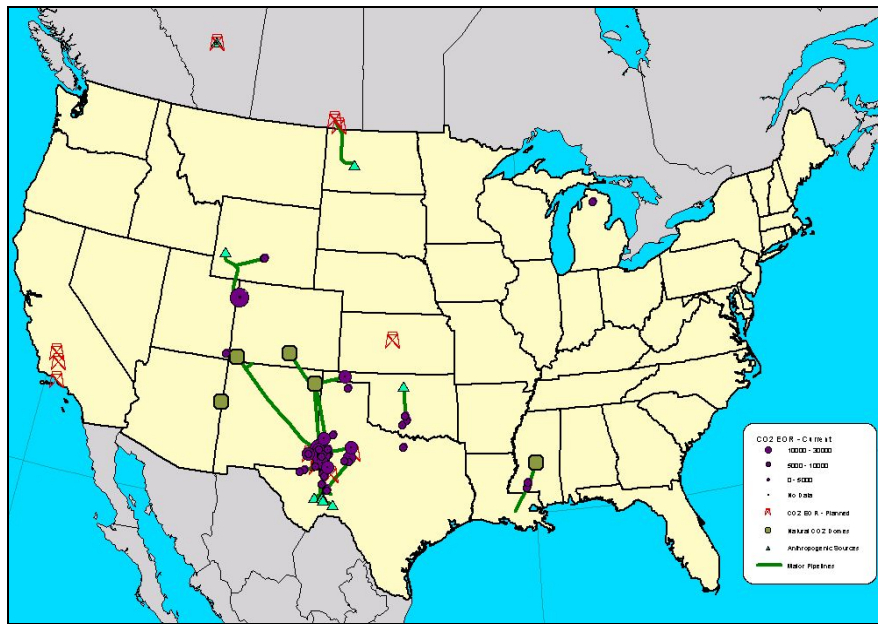 CO2 EOR - Current
10000 - 30000
5000 - 10000
0 - 5000
No Data
CO2 EOR - Planned
Natural CO2 Domes
Anthropogenic Sources
Major Pipelines